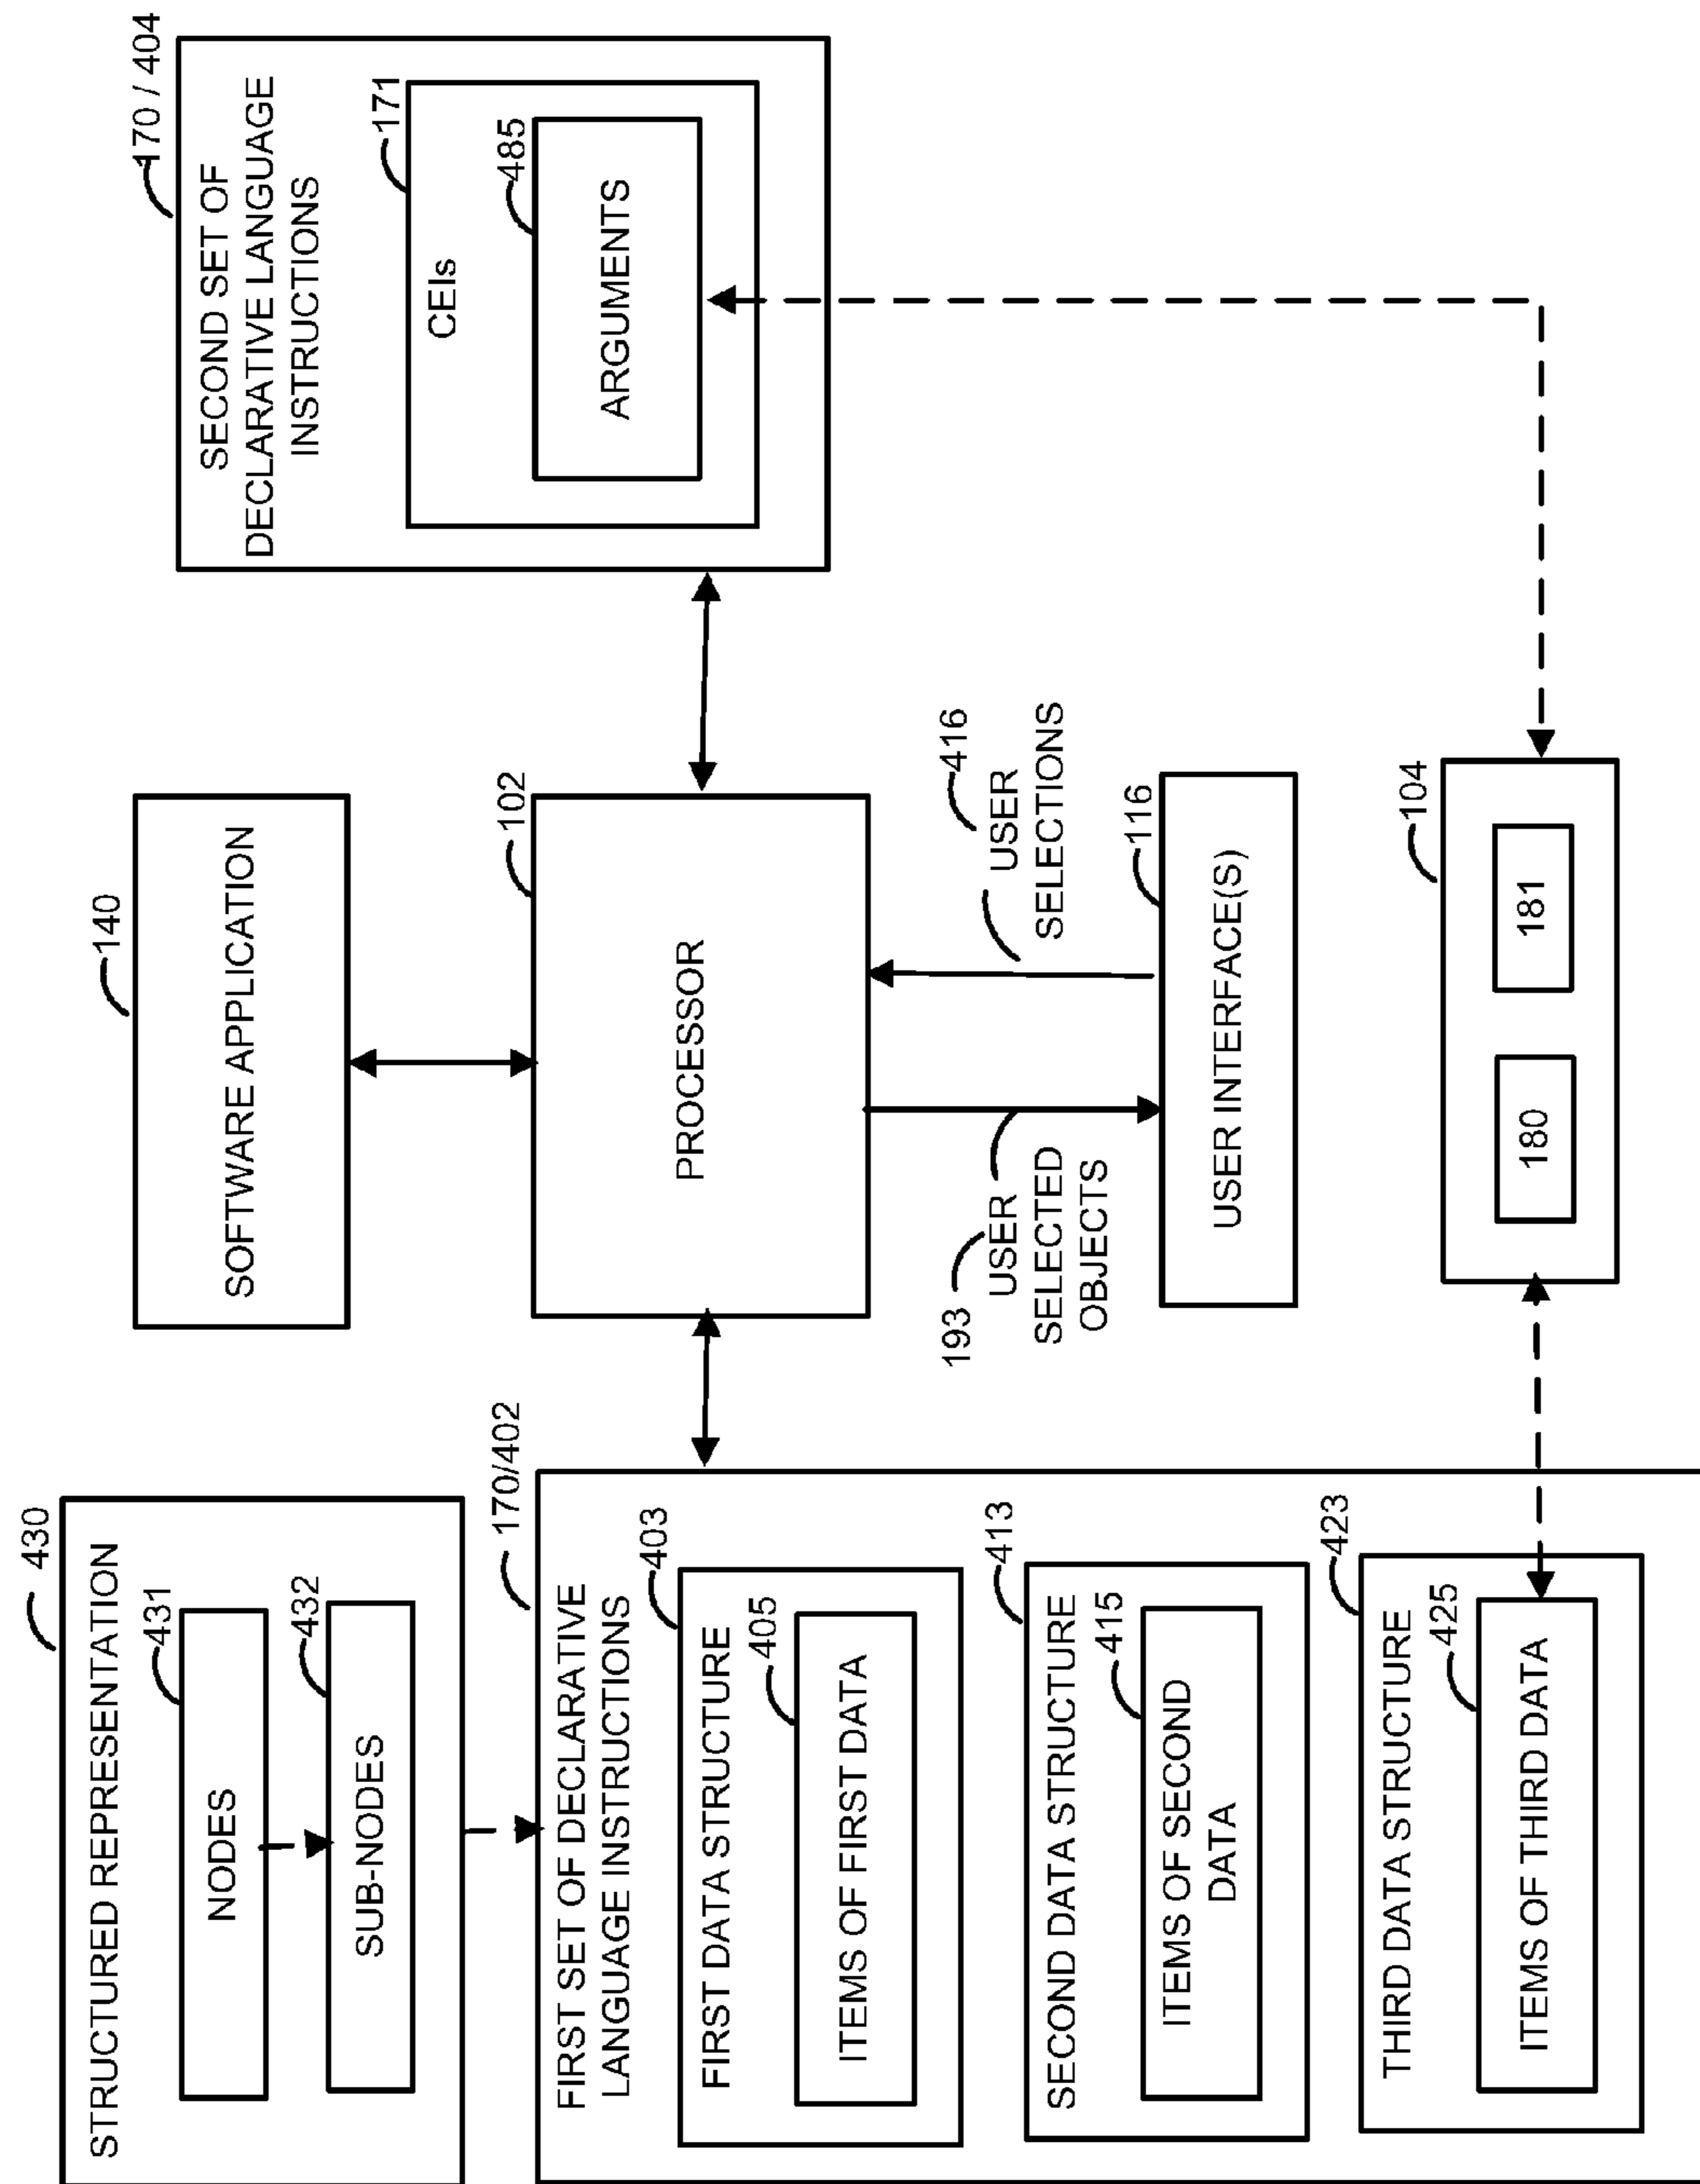 430
STRUCTURED REPRESENTATION
431
NODES
432
SUB-NODES
170/402
FIRST SET OF DECLARATIVE
LANGUAGE INSTRUCTIONS
403
FIRST DATA STRUCTURE
405
ITEMS OF FIRST DATA
413
SECOND DATA STRUCTURE
415
ITEMS OF SECOND
DATA
423
THIRD DATA STRUCTURE
425
ITEMS OF THIRD DATA
140
SOFTWARE APPLICATION
102
PROCESSOR
193
USER
SELECTED
OBJECTS
416
USER
SELECTIONS
116
USER INTERFACE(S)
104
180
181
170 / 404
SECOND SET OF
DECLARATIVE LANGUAGE
INSTRUCTIONS
171
CEIs
485
ARGUMENTS